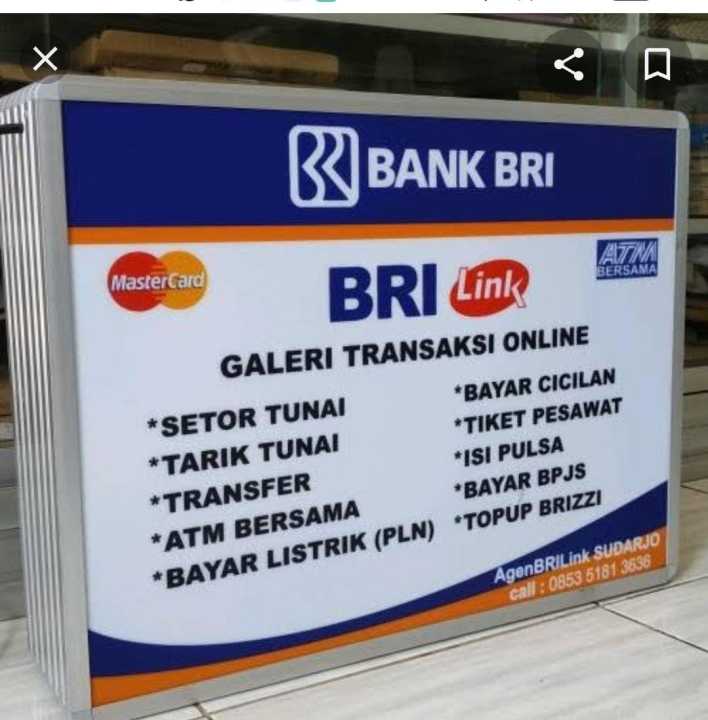 BANK BRI
MasterCard
ATM
BERSAMA
BRI Link
GALERI TRANSAKSI ONLINE
*SETOR TUNAI
*TARIK TUNAI
*TRANSFER
*ATM BERSAMA
*BAYAR LISTRIK (PLN)
*BAYAR CICILAN
*TIKET PESAWAT
*ISI PULSA
*BAYAR BPJS
*TOPUP BRIZZI
AgenBRILink SUDARJO
call : 0853 5181 3636